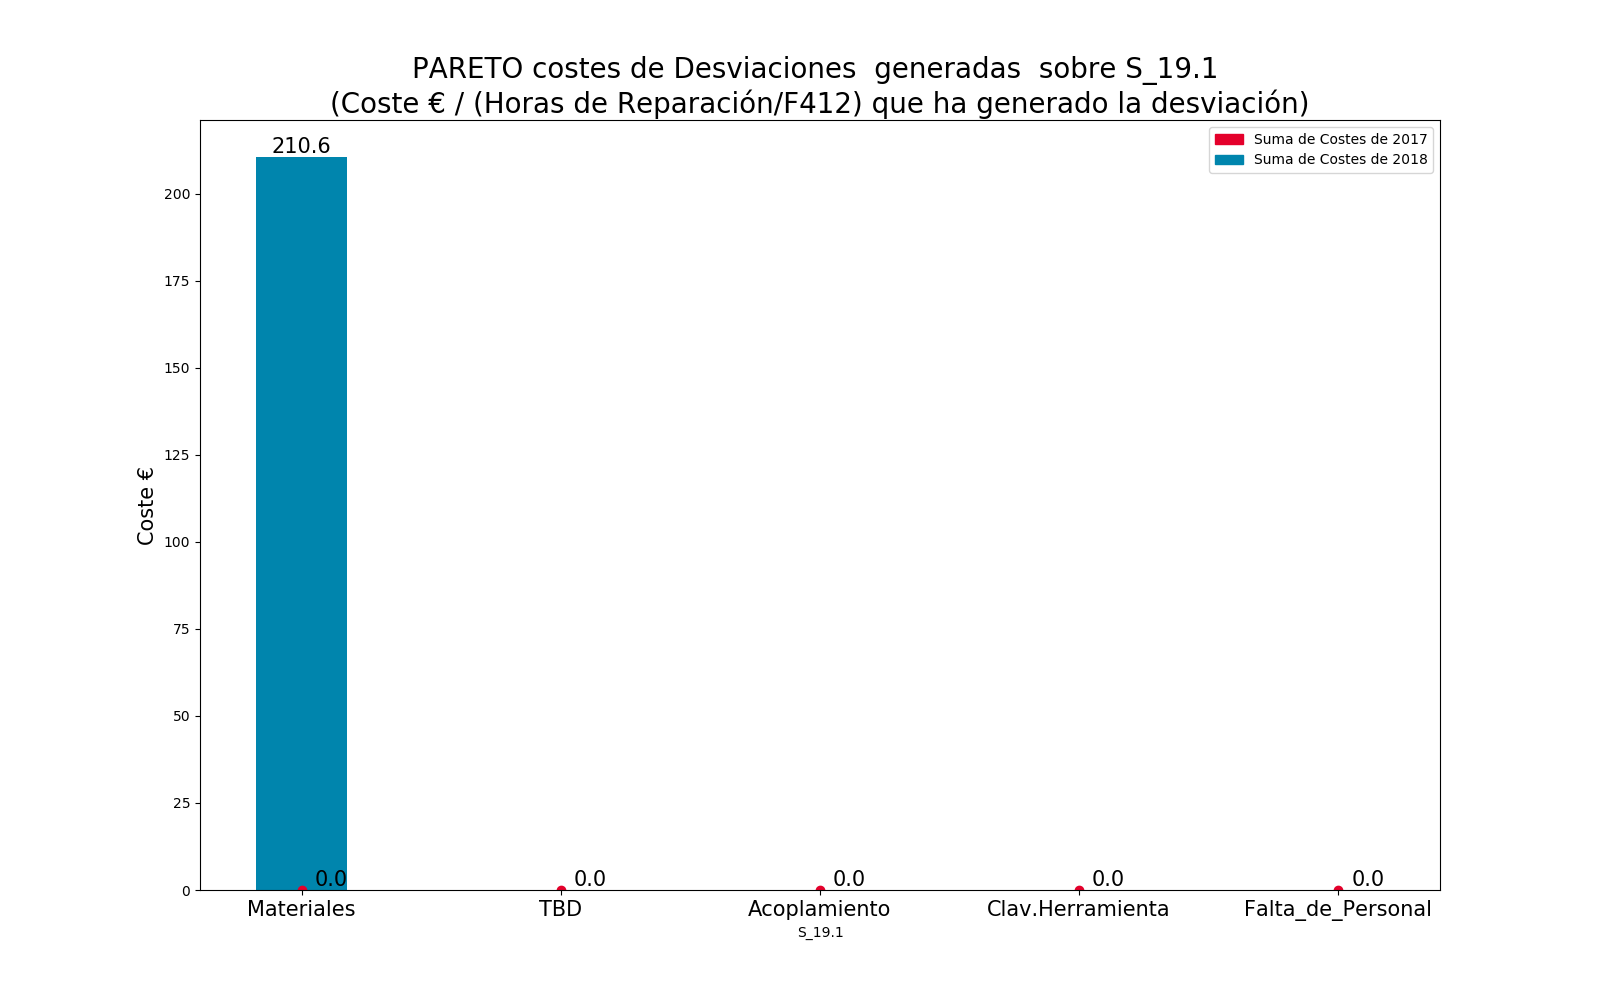 PARETO costes de Desviaciones  generadas  sobre S_19.1
(Coste € / (Horas de Reparación/F412) que ha generado la desviación)
Suma de Costes de 2017
Suma de Costes de 2018
210.6
200
175
150
125
100
75
50
25
0
Coste €
0.0
0.0
0.0
0.0
0.0
Materiales
TBD
Acoplamiento
Clav.Herramienta
Falta_de_Personal
S_19.1